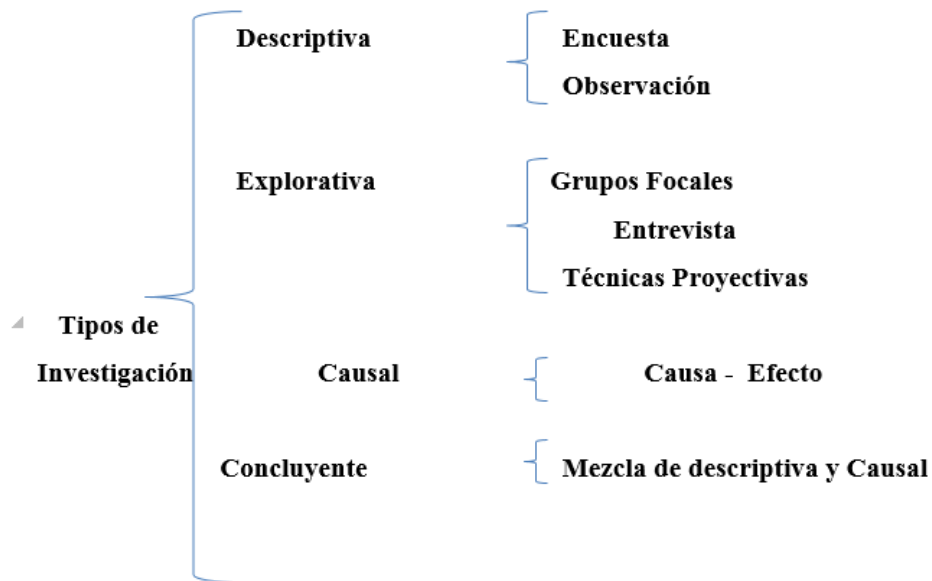 Descriptiva
Encuesta
Observación
Explorativa
Grupos Focales
Entrevista
Técnicas Proyectivas
Tipos de
Investigación
Causal
Causa - Efecto
Concluyente
Mezcla de descriptiva y Causal